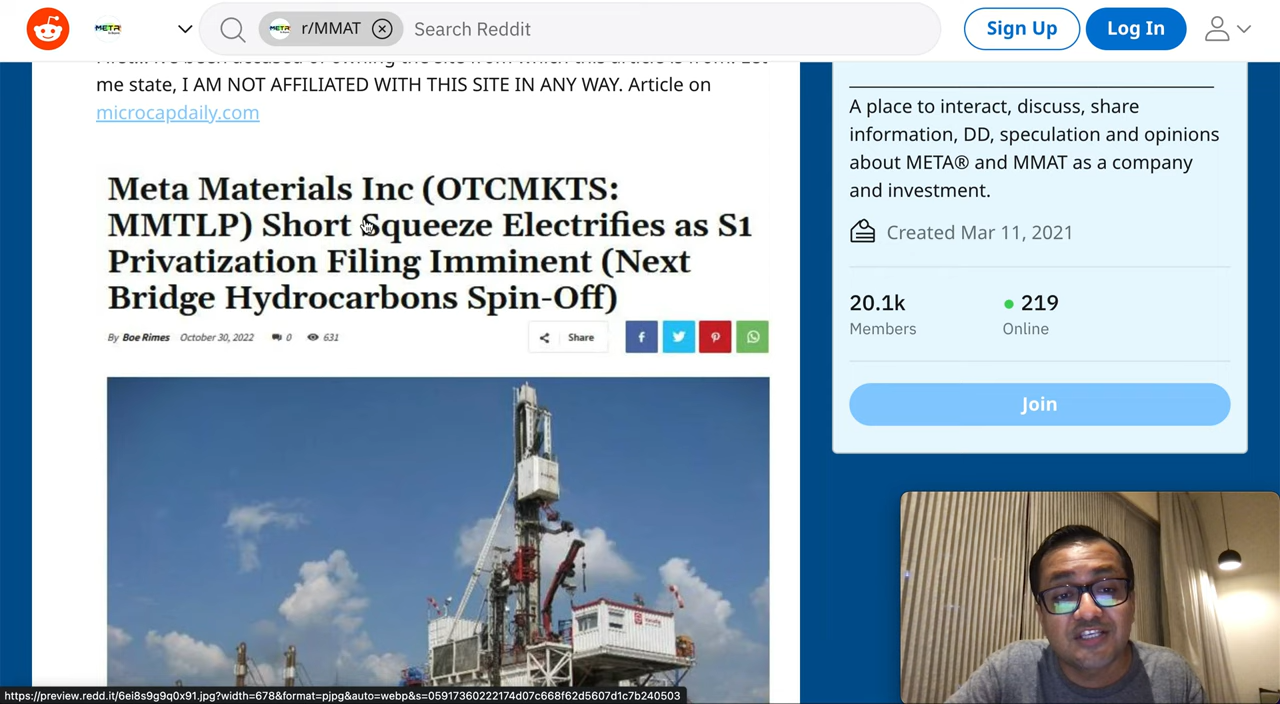 META
r/MMAT
Search Reddit
Sign Up
Log In
me state, I AM NOT AFFILIATED WITH THIS SITE IN ANY WAY. Article on
microcapdaily.com
Meta Materials Inc (OTCMKTS:
MMTLP) Short Squeeze Electrifies as S1
Privatization Filing Imminent (Next
Bridge Hydrocarbons Spin-Off)
By Boe Rimes October 30, 2022 0 631
Share
A place to interact, discuss, share
information, DD, speculation and opinions
about META® and MMAT as a company
and investment.
Created Mar 11, 2021
20.1k
Members
219
Online
Join
https://preview.redd.it/6ei8s9g9q0x91.jpg?width=678&format=pjpg&auto=webp&s=05917360222174d07c668f62d5607d1c7b240503